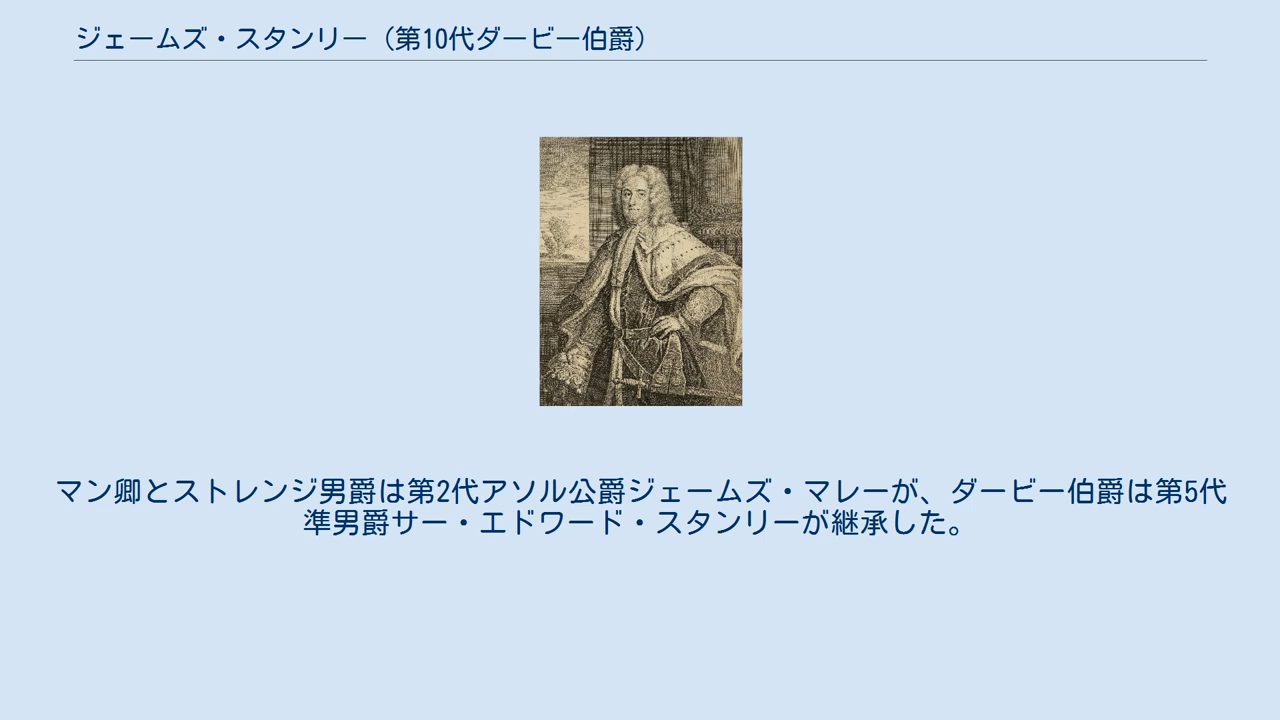 ジェームズ・スタンリー（第10代ダービー伯爵）
マン卿とストレンジ男爵は第2代アソル公爵ジェームズ・マレーが、ダービー伯爵は第5代
準男爵サー・エドワード・スタンリーが継承した。